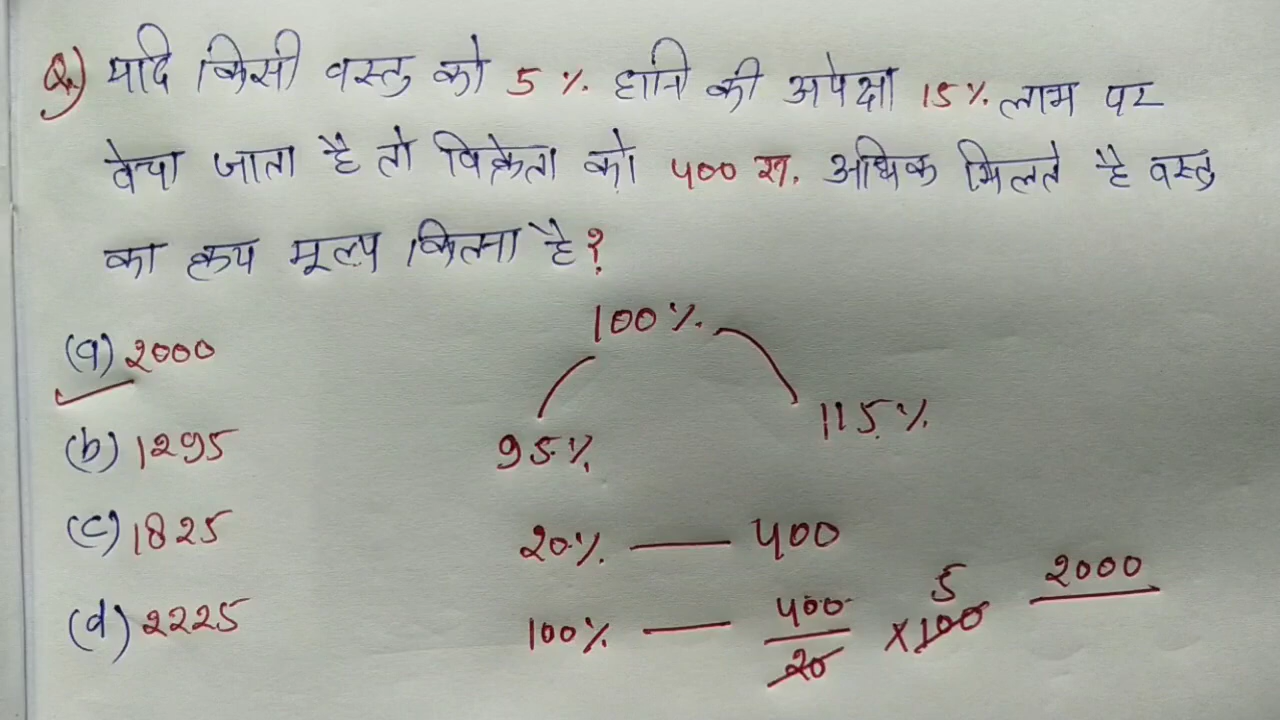 Q.) यदि किसी वस्तु को 5 %. हानि की अपेक्षा 15 %. लाभ पर
बेचा जाता है तो विक्रेता को 400 रु. अधिक मिलते है वस्तु
का क्रय मूल्य कितना है ?
100 %.
(a) 2000
115 %.
(b) 1295
95 %.
(c) 1825
20 %. — 400
(d) 2225
100 % — 400/20 × 100 5 2000